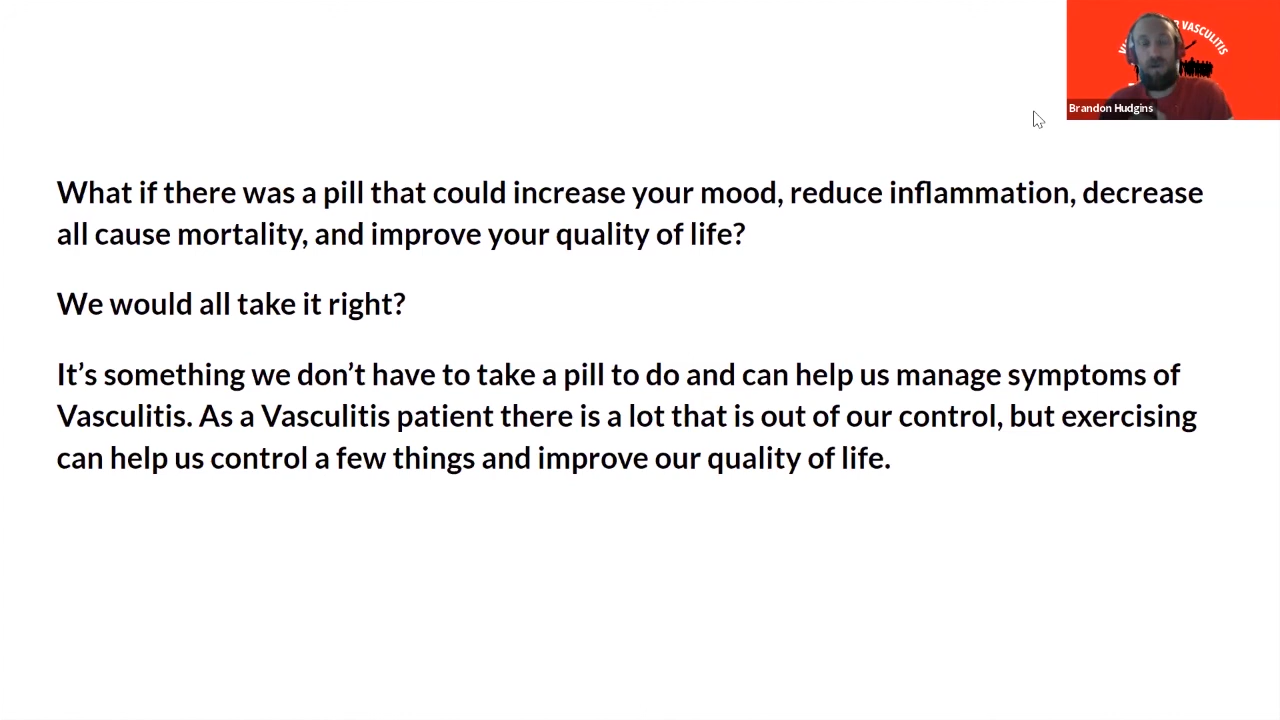 VASCULITIS
Brandon Hudgins
What if there was a pill that could increase your mood, reduce inflammation, decrease
all cause mortality, and improve your quality of life?
We would all take it right?
It’s something we don’t have to take a pill to do and can help us manage symptoms of
Vasculitis. As a Vasculitis patient there is a lot that is out of our control, but exercising
can help us control a few things and improve our quality of life.